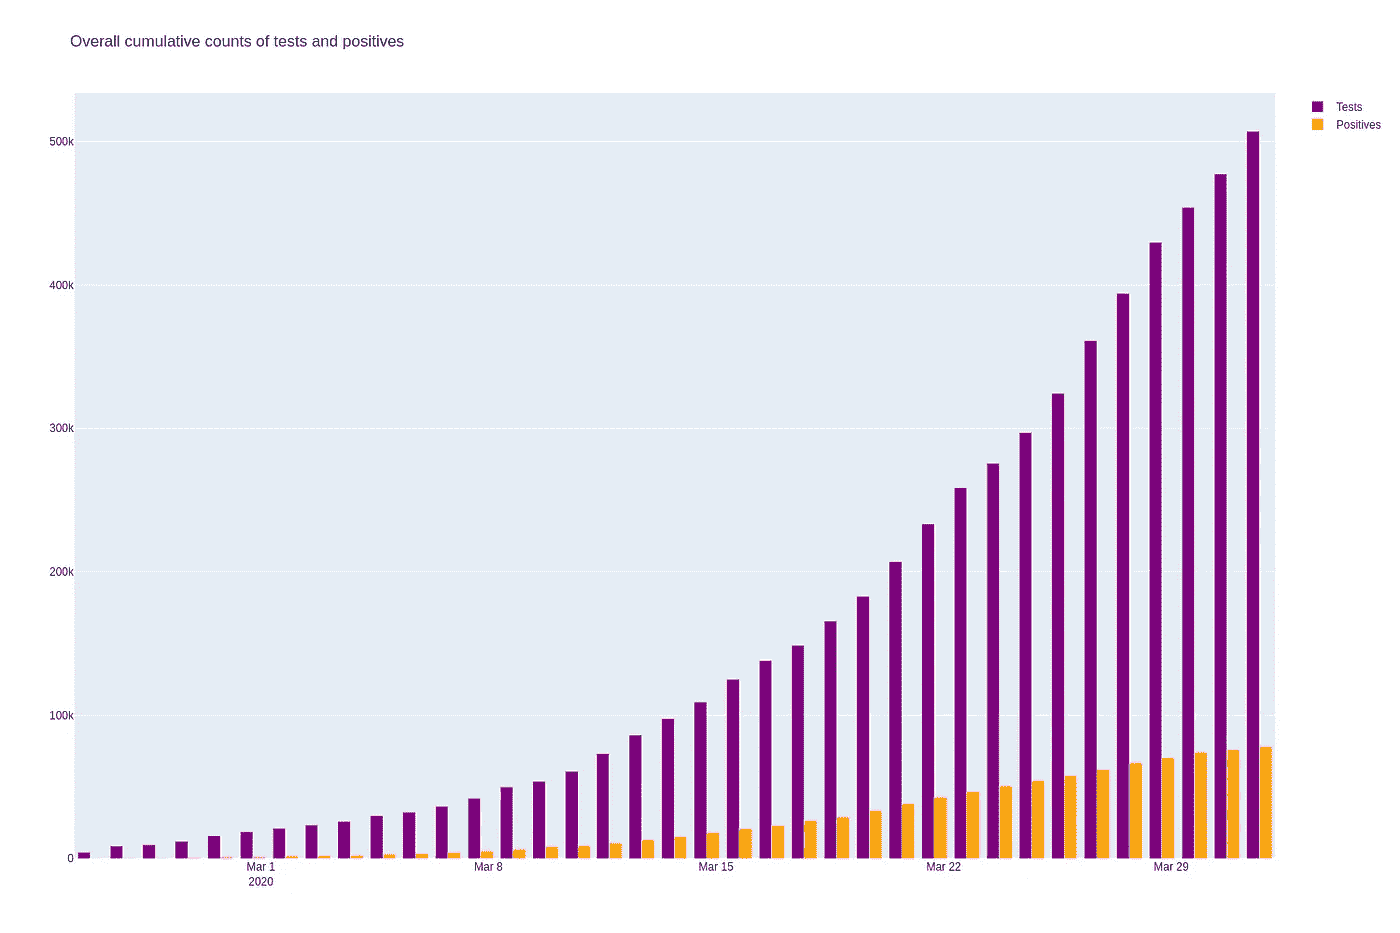 Overall cumulative counts of tests and positives
Tests
Positives
500k
400k
300k
200k
100k
0
Mar 1
2020
Mar 8
Mar 15
Mar 22
Mar 29